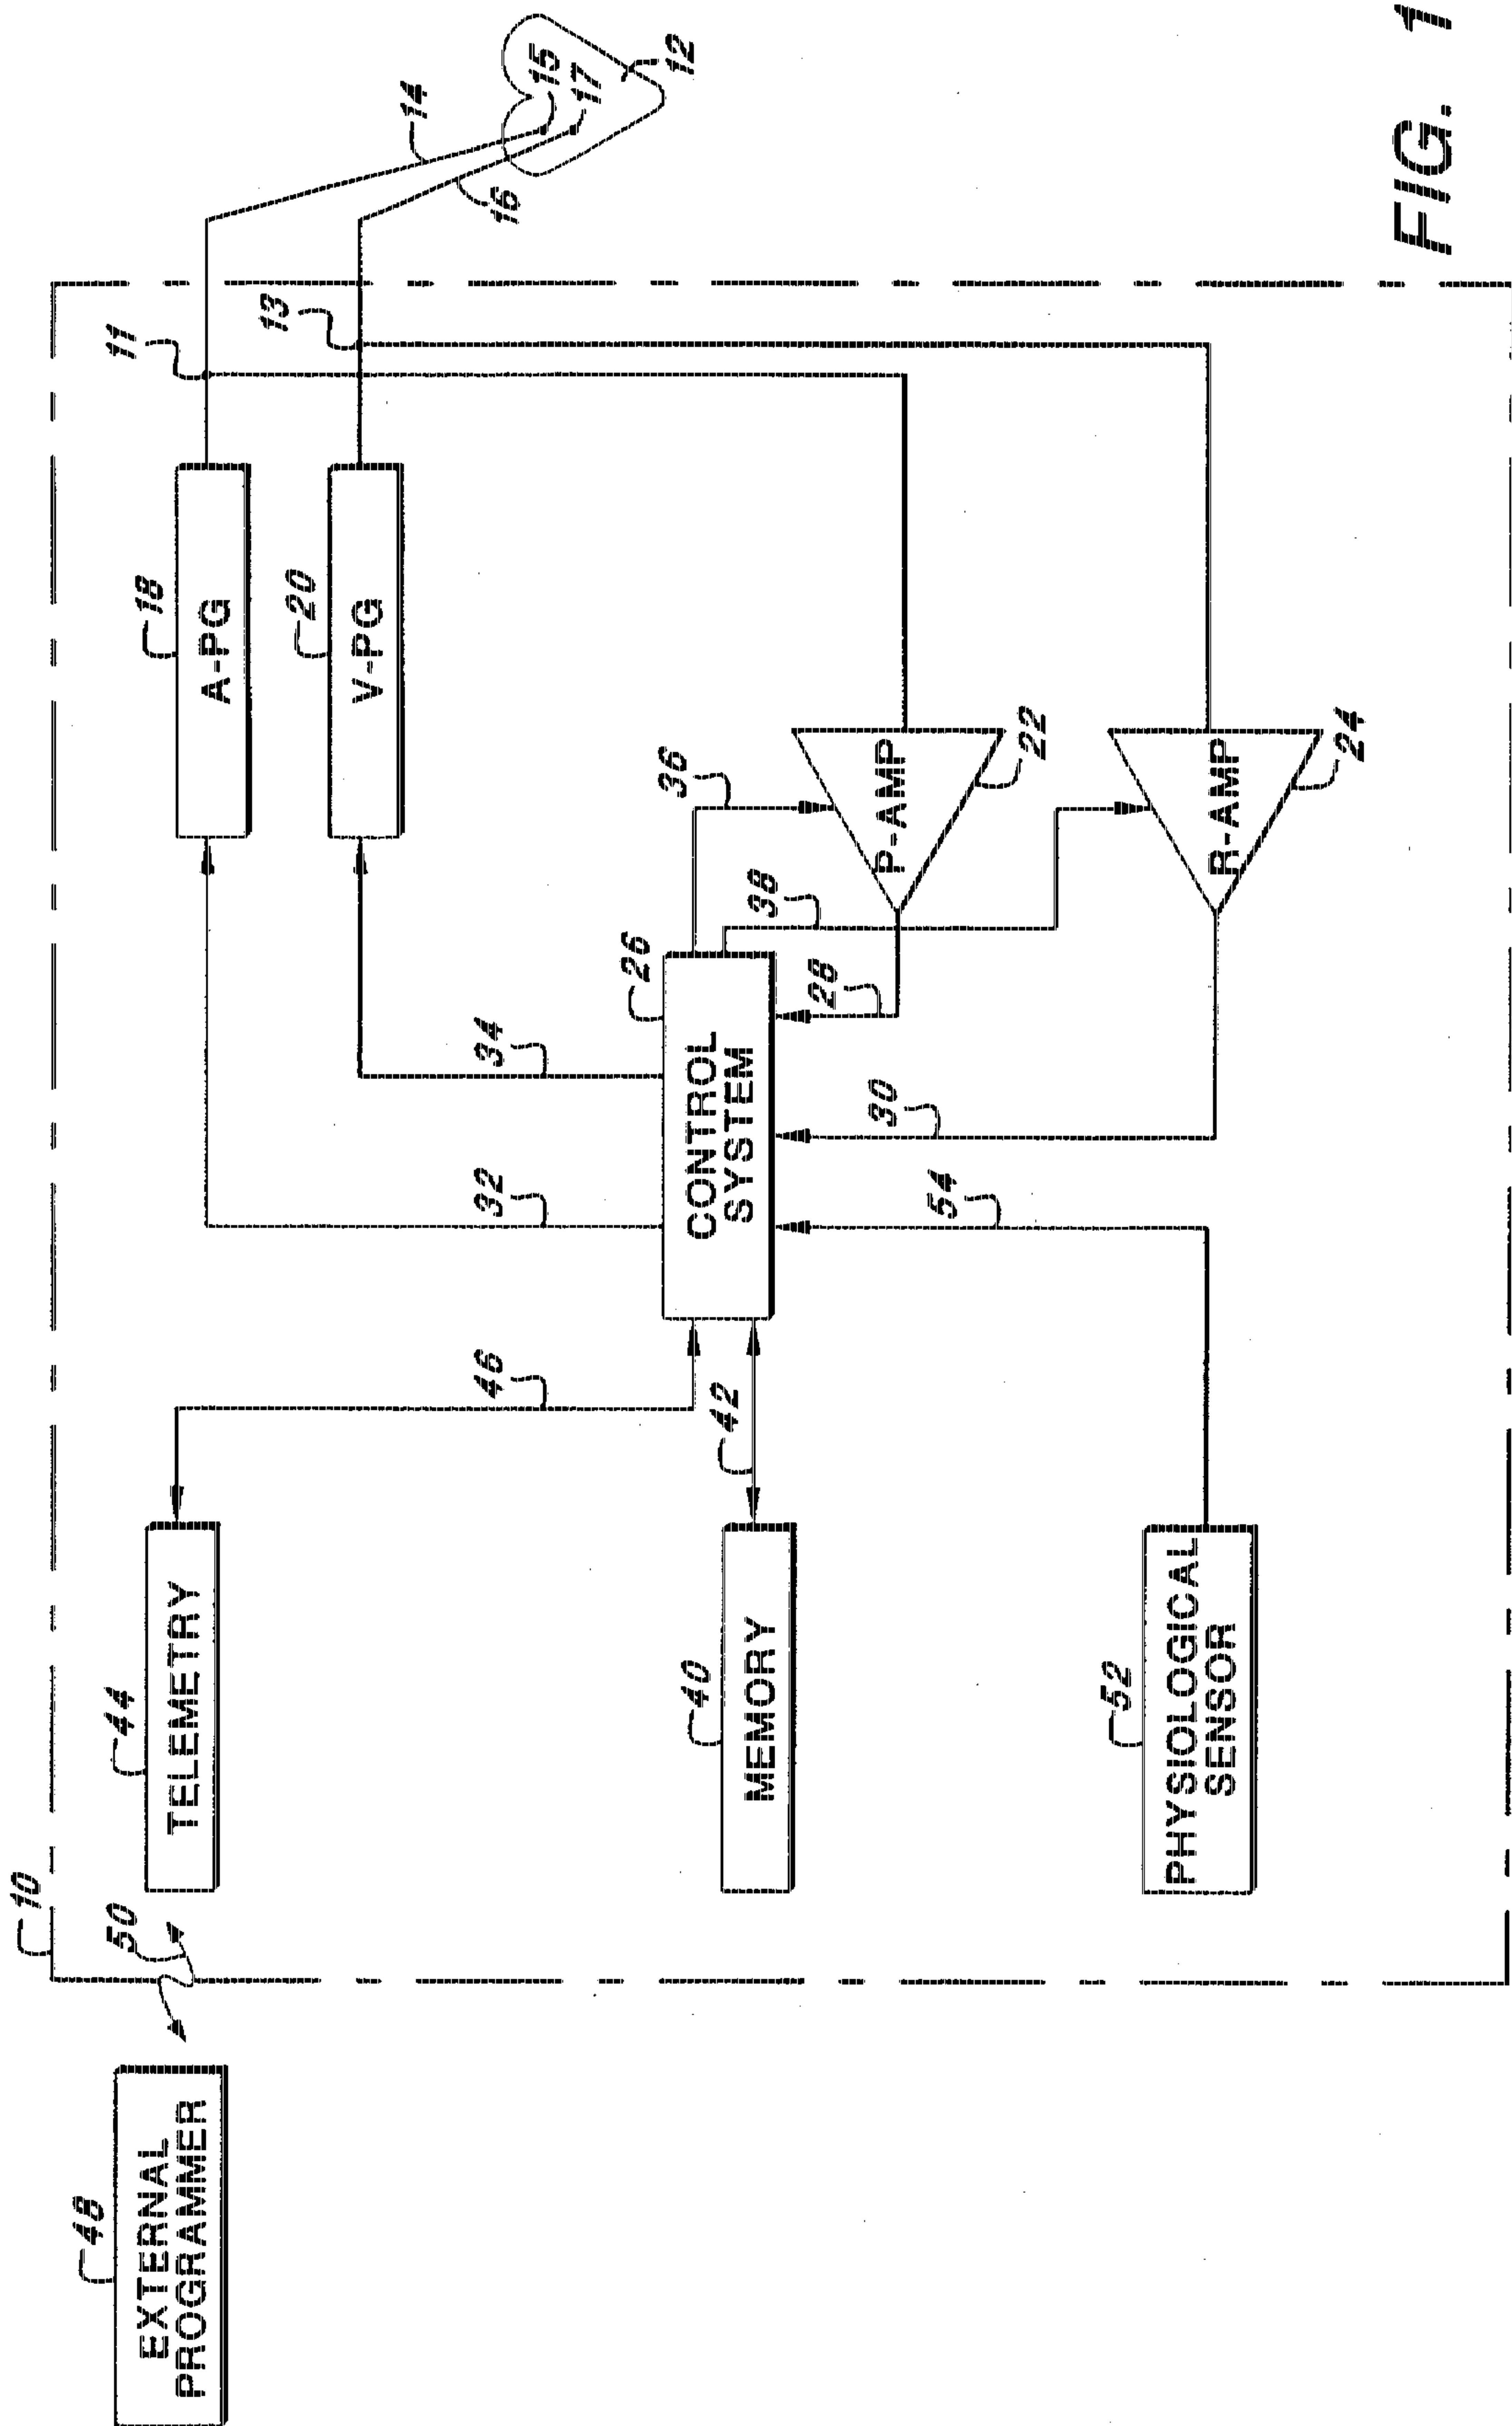 48
EXTERNAL
PROGRAMMER
50
10
44
TELEMETRY
46
32
34
18
A-PG
20
V-PG
11
13
14
16
15
17
12
40
MEMORY
42
26
CONTROL
SYSTEM
36
38
28
30
54
P-AMP
22
R-AMP
24
52
PHYSIOLOGICAL
SENSOR
FIG. 1